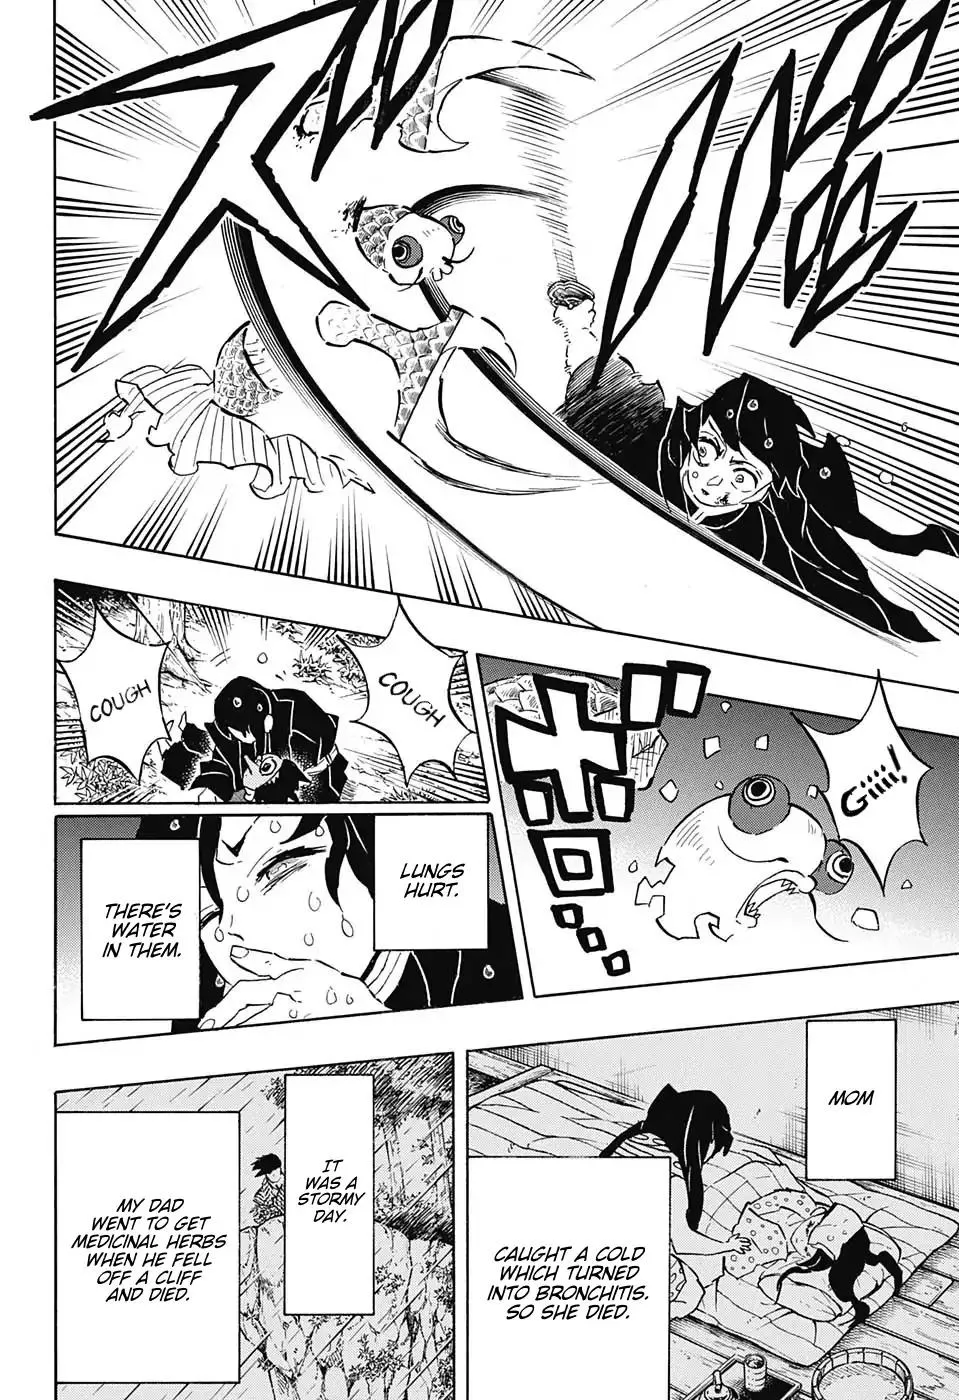 Giiiii!
COUGH
COUGH
LUNGS
HURT.
THERE'S
WATER
IN THEM.
MOM
CAUGHT A COLD
WHICH TURNED
INTO BRONCHITIS.
SO SHE DIED.
IT
WAS A
STORMY
DAY.
MY DAD
WENT TO GET
MEDICINAL HERBS
WHEN HE FELL
OFF A CLIFF
AND DIED.